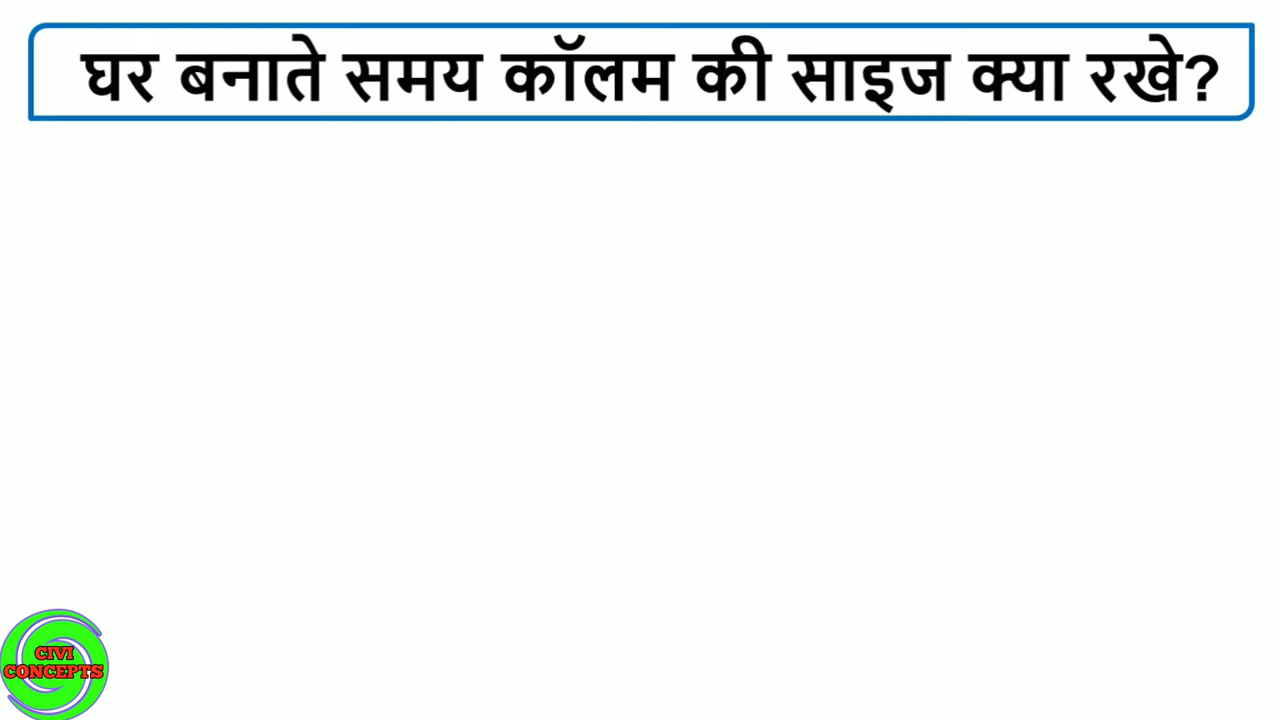 घर बनाते समय कॉलम की साइज क्या रखे?
CIVI
CONCEPTS